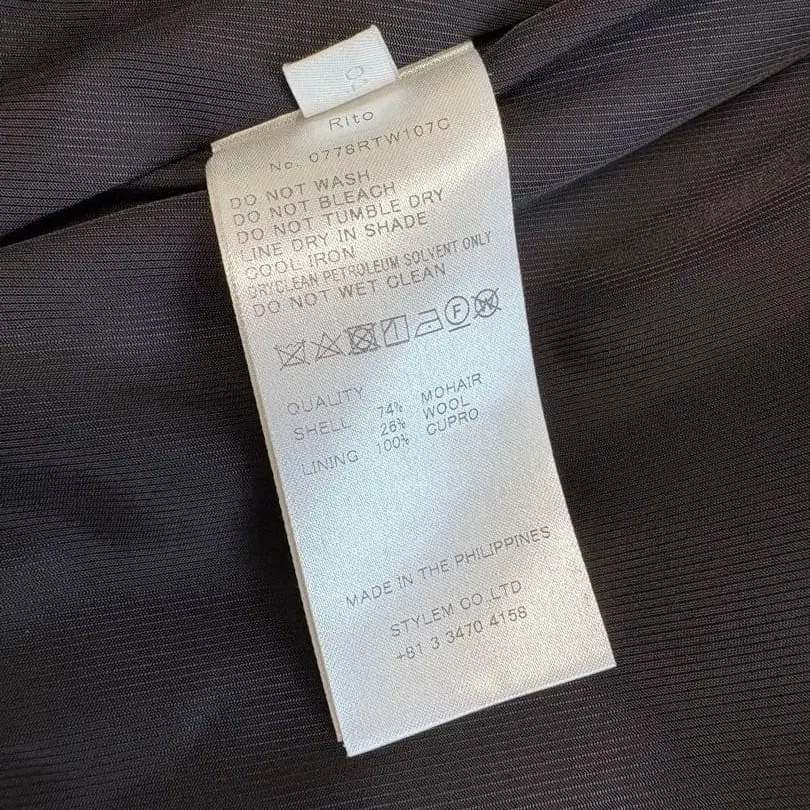 Rito
No. 0778RTW107C
DO NOT WASH
DO NOT BLEACH
DO NOT TUMBLE DRY
LINE DRY IN SHADE
COOL IRON
DRYCLEAN PETROLEUM SOLVENT ONLY
DO NOT WET CLEAN
F W
QUALITY
SHELL 74% MOHAIR
26% WOOL
LINING 100% CUPRO
MADE IN THE PHILIPPINES
STYLEM CO.,LTD
+81 3 3470 4158